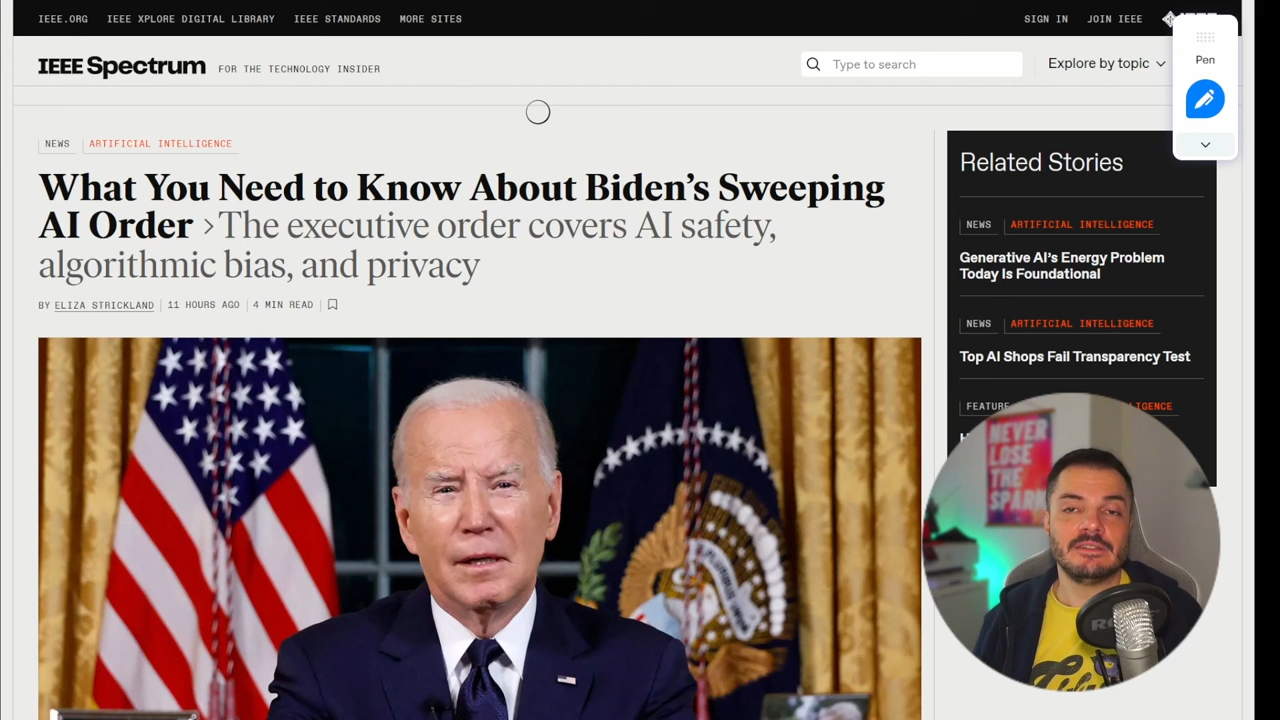 IEEE.ORG IEEE XPLORE DIGITAL LIBRARY IEEE STANDARDS MORE SITES SIGN IN JOIN IEEE
IEEE Spectrum FOR THE TECHNOLOGY INSIDER Type to search Explore by topic
Pen
NEWS ARTIFICIAL INTELLIGENCE
What You Need to Know About Biden's Sweeping
AI Order > The executive order covers AI safety,
algorithmic bias, and privacy
BY ELIZA STRICKLAND 11 HOURS AGO 4 MIN READ
Related Stories
NEWS ARTIFICIAL INTELLIGENCE
Generative AI's Energy Problem
Today Is Foundational
NEWS ARTIFICIAL INTELLIGENCE
Top AI Shops Fail Transparency Test
FEATURE
NEVER
LOSE
THE
SPARK